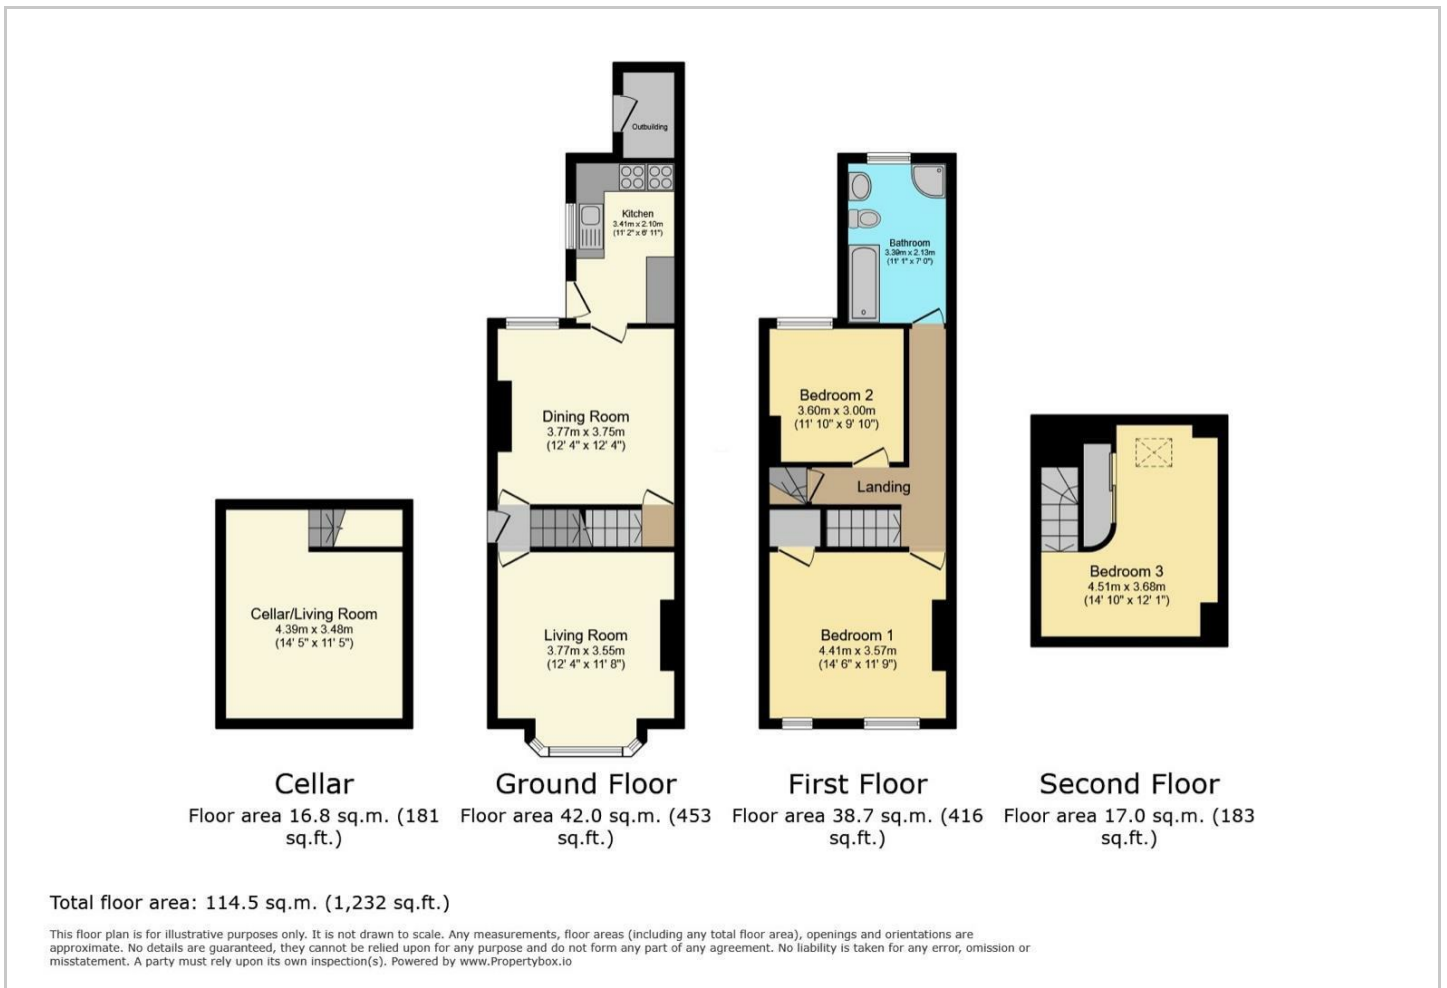 Outbuilding
Kitchen
3.41m x 2.10m
(11' 2" x 6' 11")
Bathroom
3.39m x 2.13m
(11' 1" x 7' 0")
Dining Room
3.77m x 3.75m
(12' 4" x 12' 4")
Bedroom 2
3.60m x 3.00m
(11' 10" x 9' 10")
Landing
Cellar/Living Room
4.39m x 3.48m
(14' 5" x 11' 5")
Living Room
3.77m x 3.55m
(12' 4" x 11' 8")
Bedroom 1
4.41m x 3.57m
(14' 6" x 11' 9")
Bedroom 3
4.51m x 3.68m
(14' 10" x 12' 1")
Cellar
Floor area 16.8 sq.m. (181
sq.ft.)
Ground Floor
Floor area 42.0 sq.m. (453
sq.ft.)
First Floor
Floor area 38.7 sq.m. (416
sq.ft.)
Second Floor
Floor area 17.0 sq.m. (183
sq.ft.)
Total floor area: 114.5 sq.m. (1,232 sq.ft.)
This floor plan is for illustrative purposes only. It is not drawn to scale. Any measurements, floor areas (including any total floor area), openings and orientations are
approximate. No details are guaranteed, they cannot be relied upon for any purpose and do not form any part of any agreement. No liability is taken for any error, omission or
misstatement. A party must rely upon its own inspection(s). Powered by www.Propertybox.io